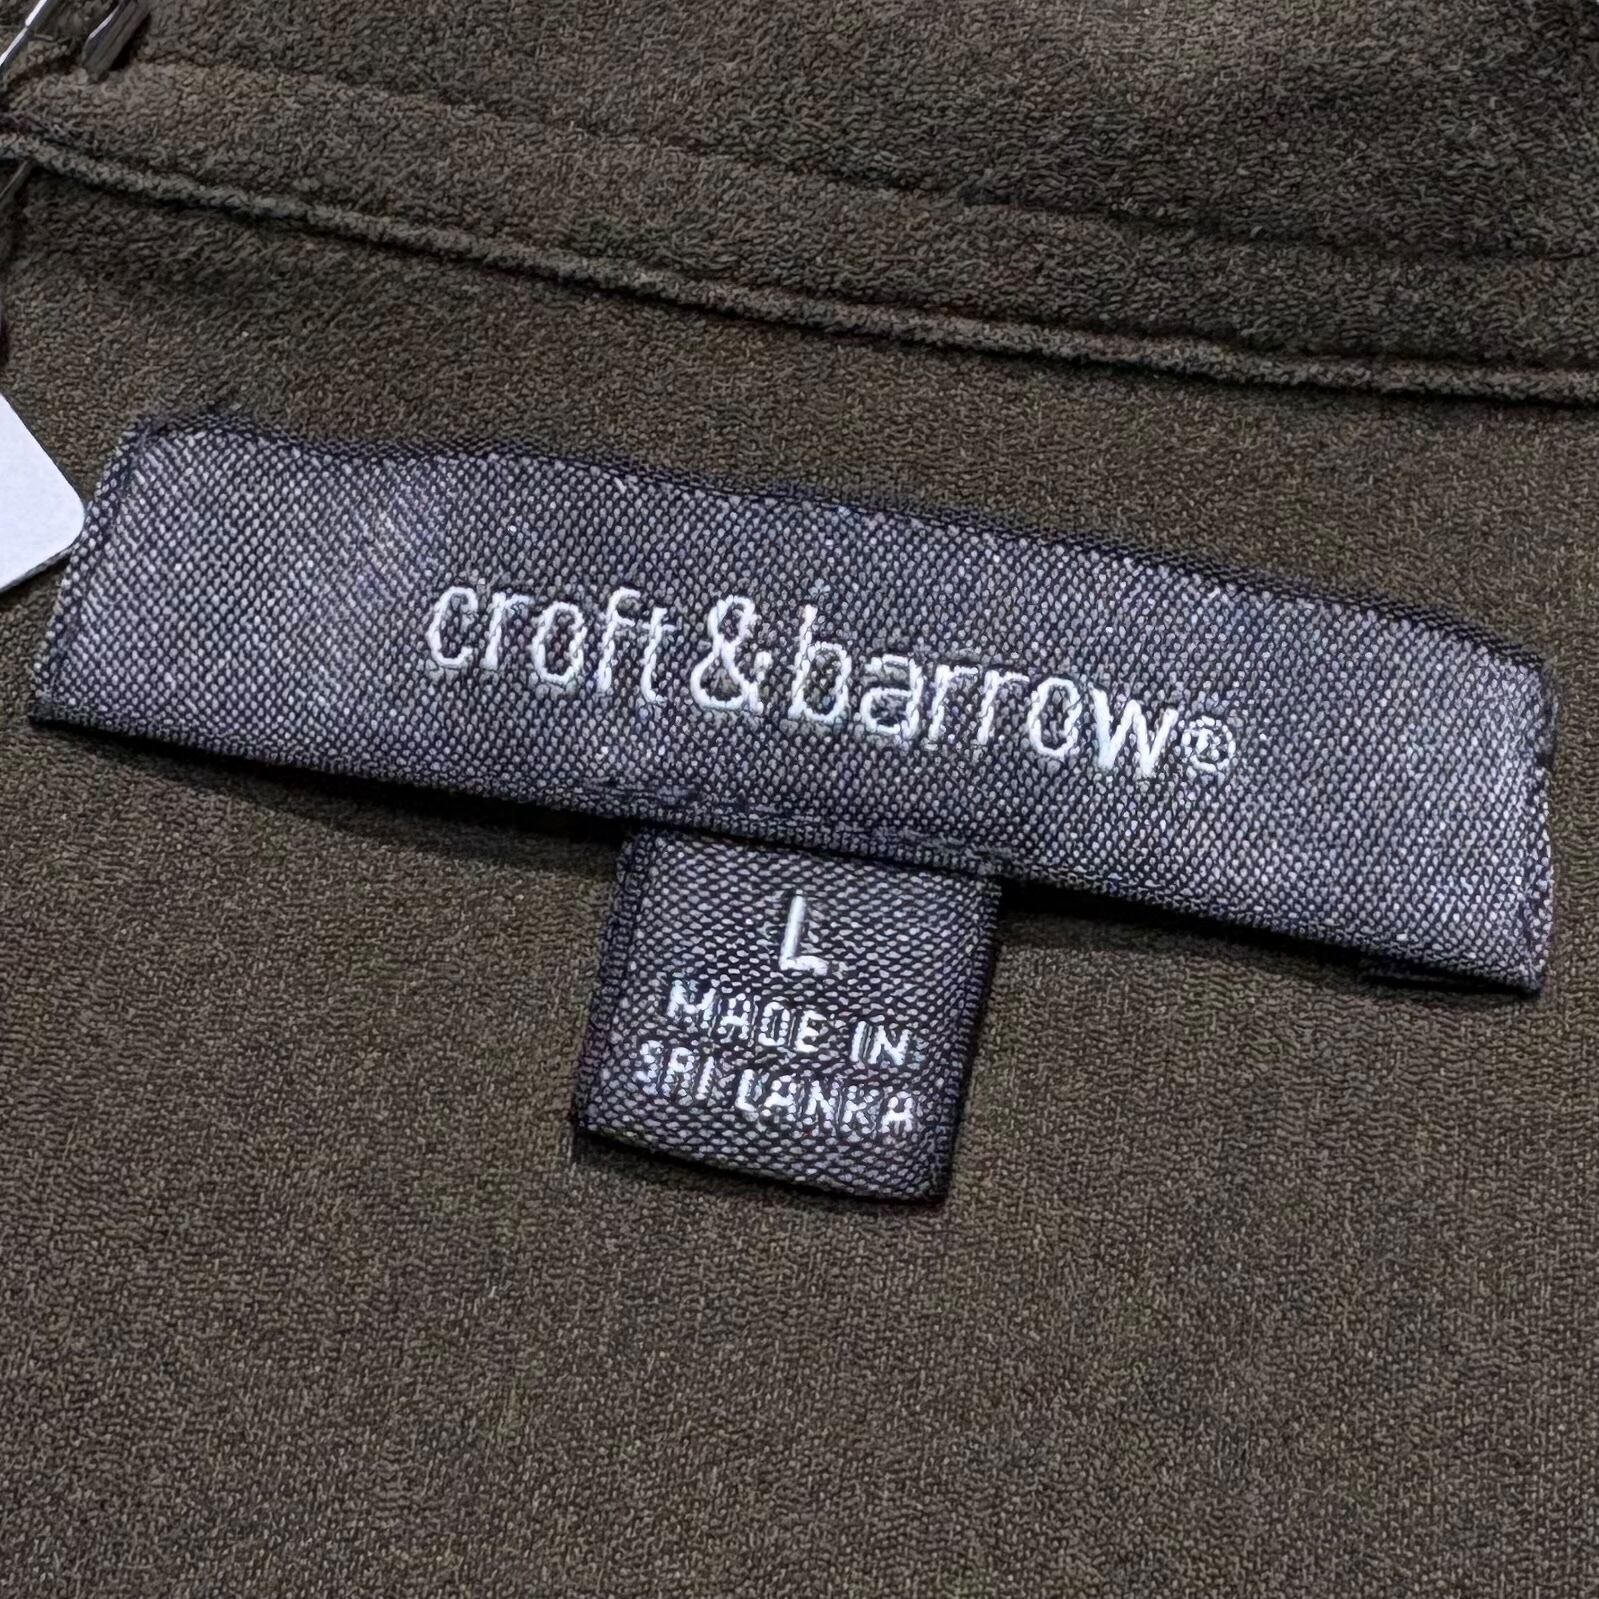 croft & barrow®
L
MADE IN
SRI LANKA